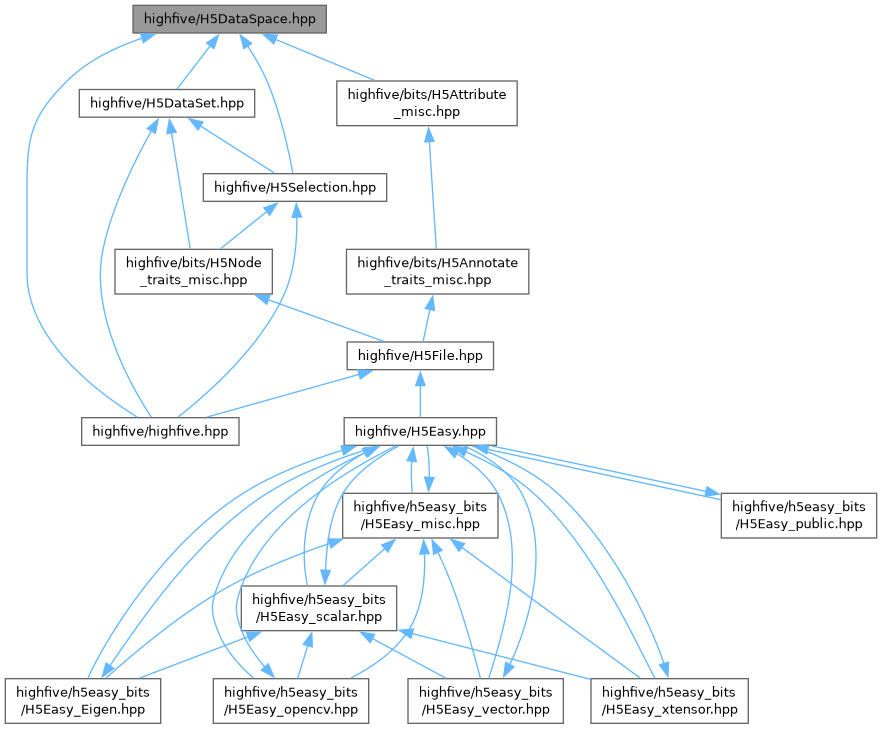 highfive/H5DataSpace.hpp
highfive/H5DataSet.hpp
highfive/bits/H5Attribute
_misc.hpp
highfive/H5Selection.hpp
highfive/bits/H5Node
_traits_misc.hpp
highfive/bits/H5Annotate
_traits_misc.hpp
highfive/H5File.hpp
highfive/highfive.hpp
highfive/H5Easy.hpp
highfive/h5easy_bits
/H5Easy_misc.hpp
highfive/h5easy_bits
/H5Easy_public.hpp
highfive/h5easy_bits
/H5Easy_scalar.hpp
highfive/h5easy_bits
/H5Easy_Eigen.hpp
highfive/h5easy_bits
/H5Easy_opencv.hpp
highfive/h5easy_bits
/H5Easy_vector.hpp
highfive/h5easy_bits
/H5Easy_xtensor.hpp